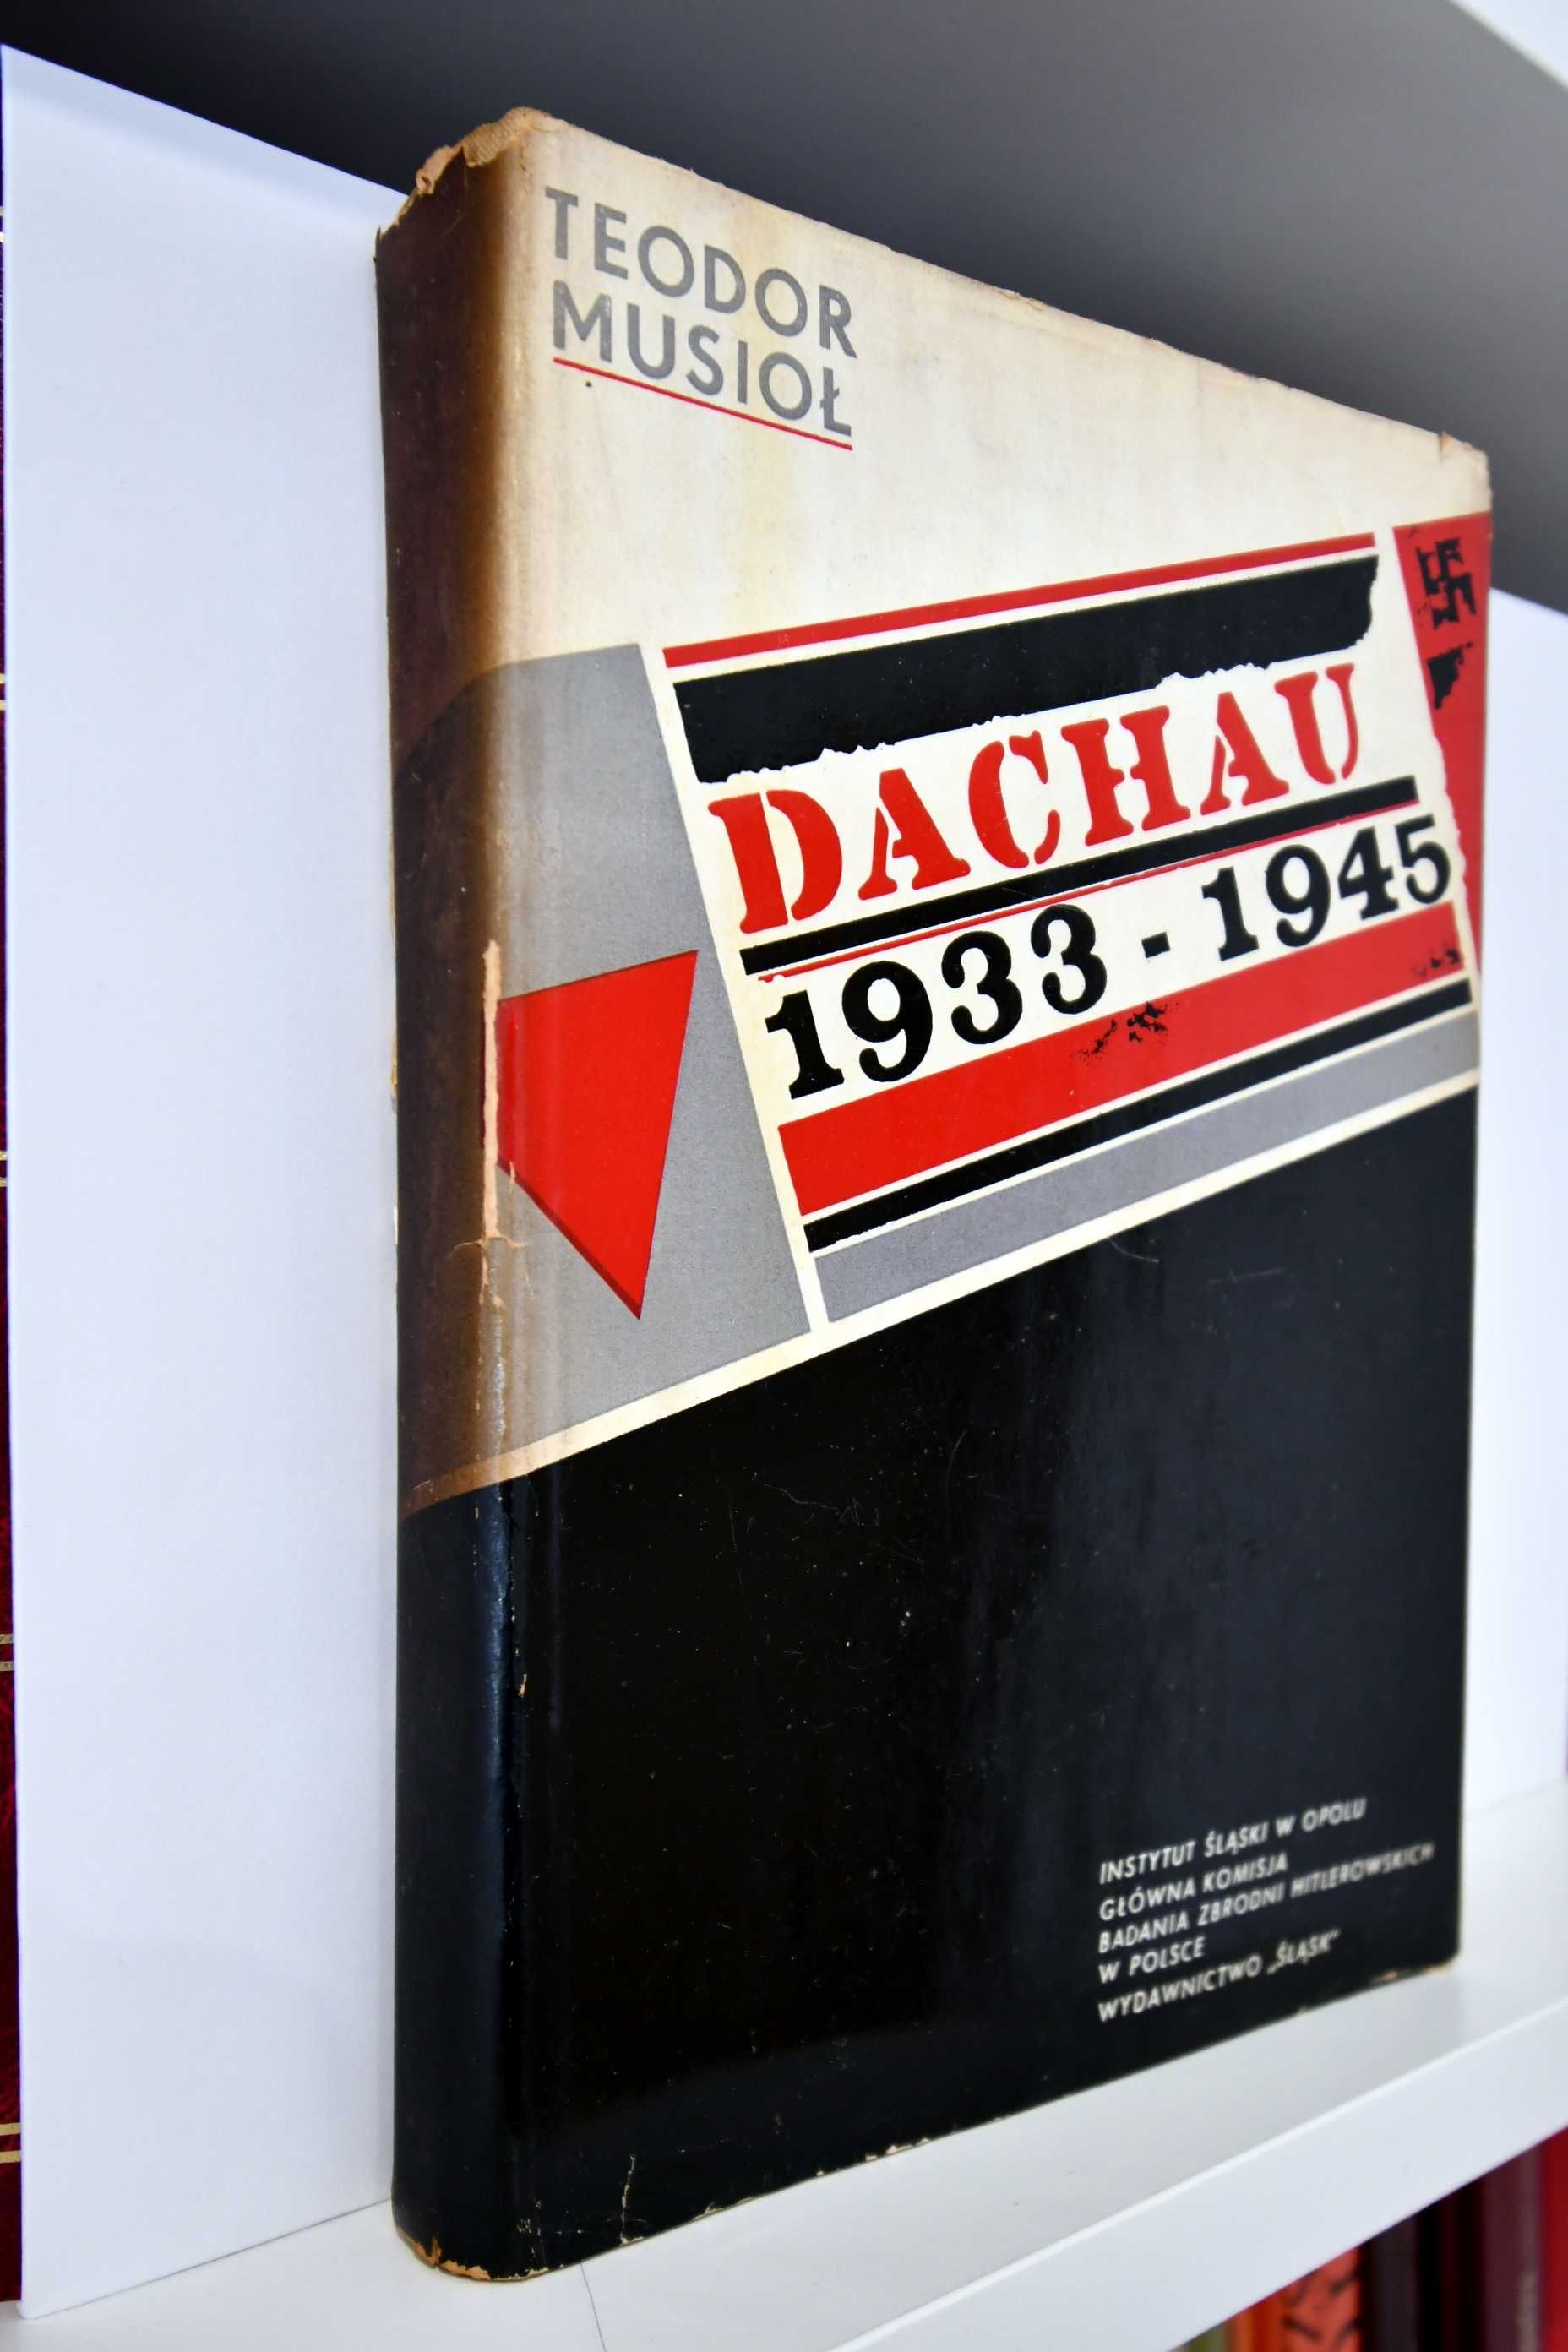 TEODOR
MUSIOŁ
DACHAU
1933 - 1945
INSTYTUT ŚLĄSKI W OPOLU
GŁÓWNA KOMISJA
BADANIA ZBRODNI HITLEROWSKICH
W POLSCE
WYDAWNICTWO „ŚLĄSK”